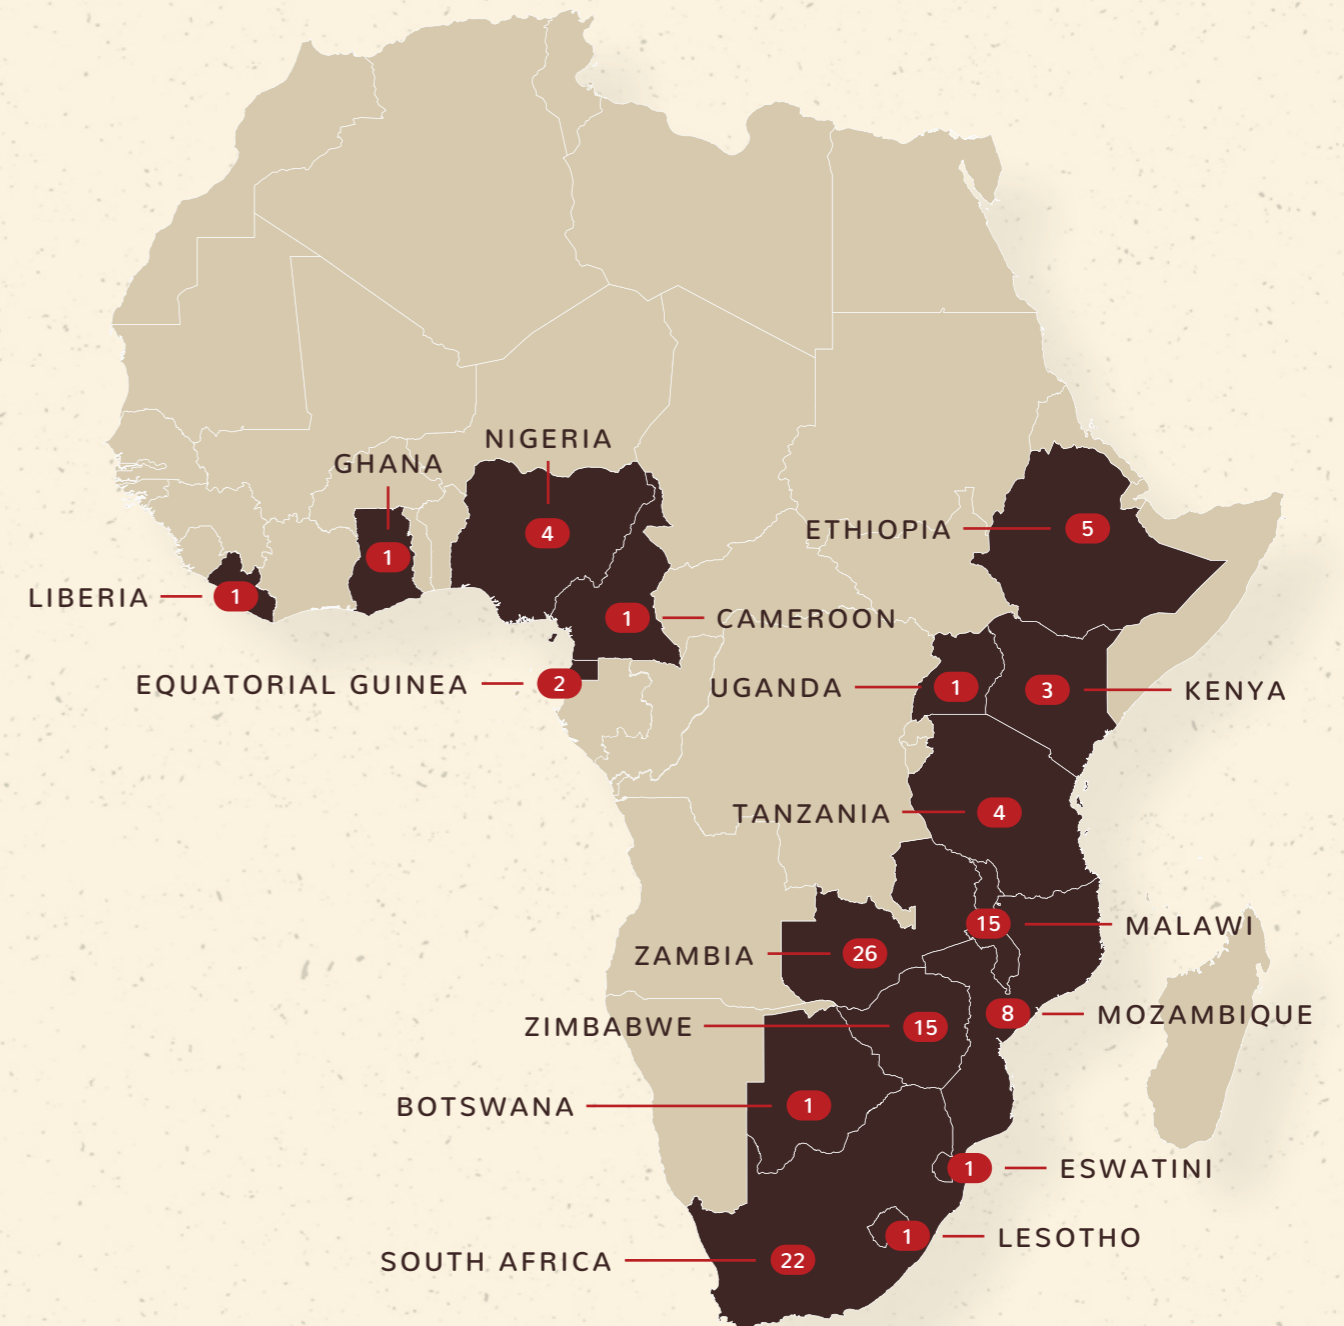 NIGERIA
GHANA
4
ETHIOPIA
5
1
LIBERIA
1
1
CAMEROON
EQUATORIAL GUINEA
2
UGANDA
1
3
KENYA
TANZANIA
4
15
MALAWI
ZAMBIA
26
8
MOZAMBIQUE
ZIMBABWE
15
BOTSWANA
1
1
ESWATINI
1
LESOTHO
SOUTH AFRICA
22